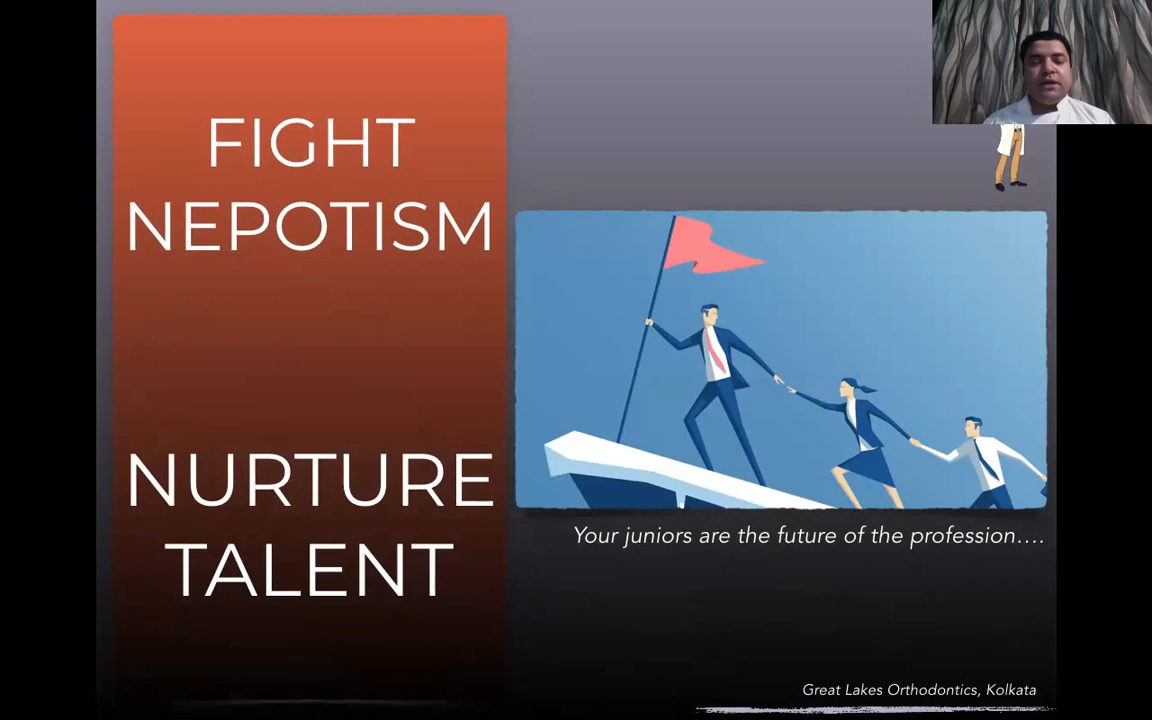 FIGHT
NEPOTISM
NURTURE
TALENT
Your juniors are the future of the profession....
Great Lakes Orthodontics, Kolkata